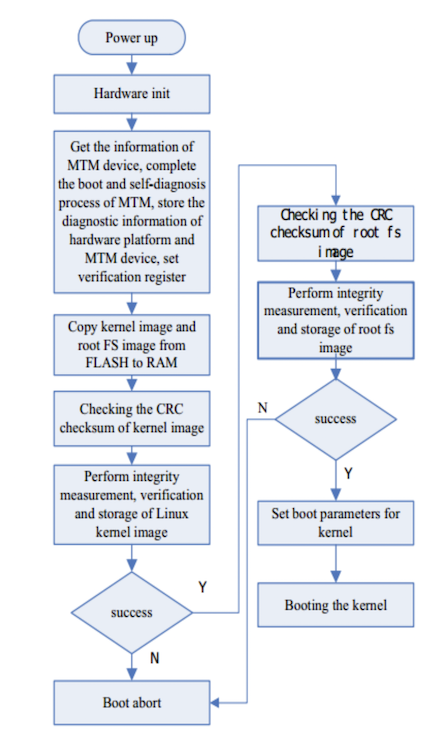 Power up
Hardware init
Get the information of
MTM device, complete
the boot and self-diagnosis
process of MTM, store the
diagnostic information of
hardware platform and
MTM device, set
verification register
Copy kernel image and
root FS image from
FLASH to RAM
Checking the CRC
checksum of kernel image
Perform integrity
measurement, verification
and storage of Linux
kernel image
success
Y
N
Boot abort
Checking the CRC
checksum of root fs
image
Perform integrity
measurement, verification
and storage of root fs
image
success
N
Y
Set boot parameters for
kernel
Booting the kernel